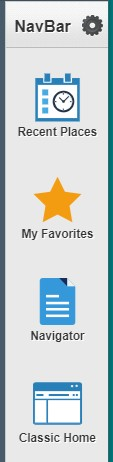 NavBar
Recent Places
My Favorites
Navigator
Classic Home